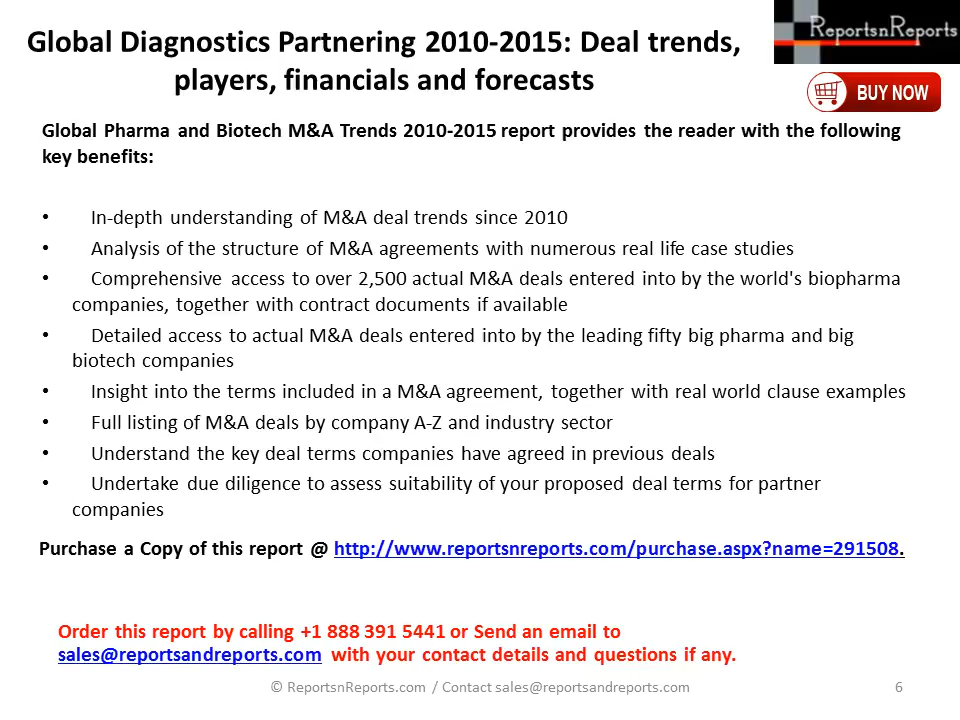 Global Diagnostics Partnering 2010-2015: Deal trends,
players, financials and forecasts
ReportsnReports
BUY NOW
Global Pharma and Biotech M&A Trends 2010-2015 report provides the reader with the following
key benefits:
• In-depth understanding of M&A deal trends since 2010
• Analysis of the structure of M&A agreements with numerous real life case studies
• Comprehensive access to over 2,500 actual M&A deals entered into by the world's biopharma
companies, together with contract documents if available
• Detailed access to actual M&A deals entered into by the leading fifty big pharma and big
biotech companies
• Insight into the terms included in a M&A agreement, together with real world clause examples
• Full listing of M&A deals by company A-Z and industry sector
• Understand the key deal terms companies have agreed in previous deals
• Undertake due diligence to assess suitability of your proposed deal terms for partner
companies
Purchase a Copy of this report @ http://www.reportsnreports.com/purchase.aspx?name=291508.
Order this report by calling +1 888 391 5441 or Send an email to
sales@reportsandreports.com with your contact details and questions if any.
© ReportsnReports.com / Contact sales@reportsandreports.com
6